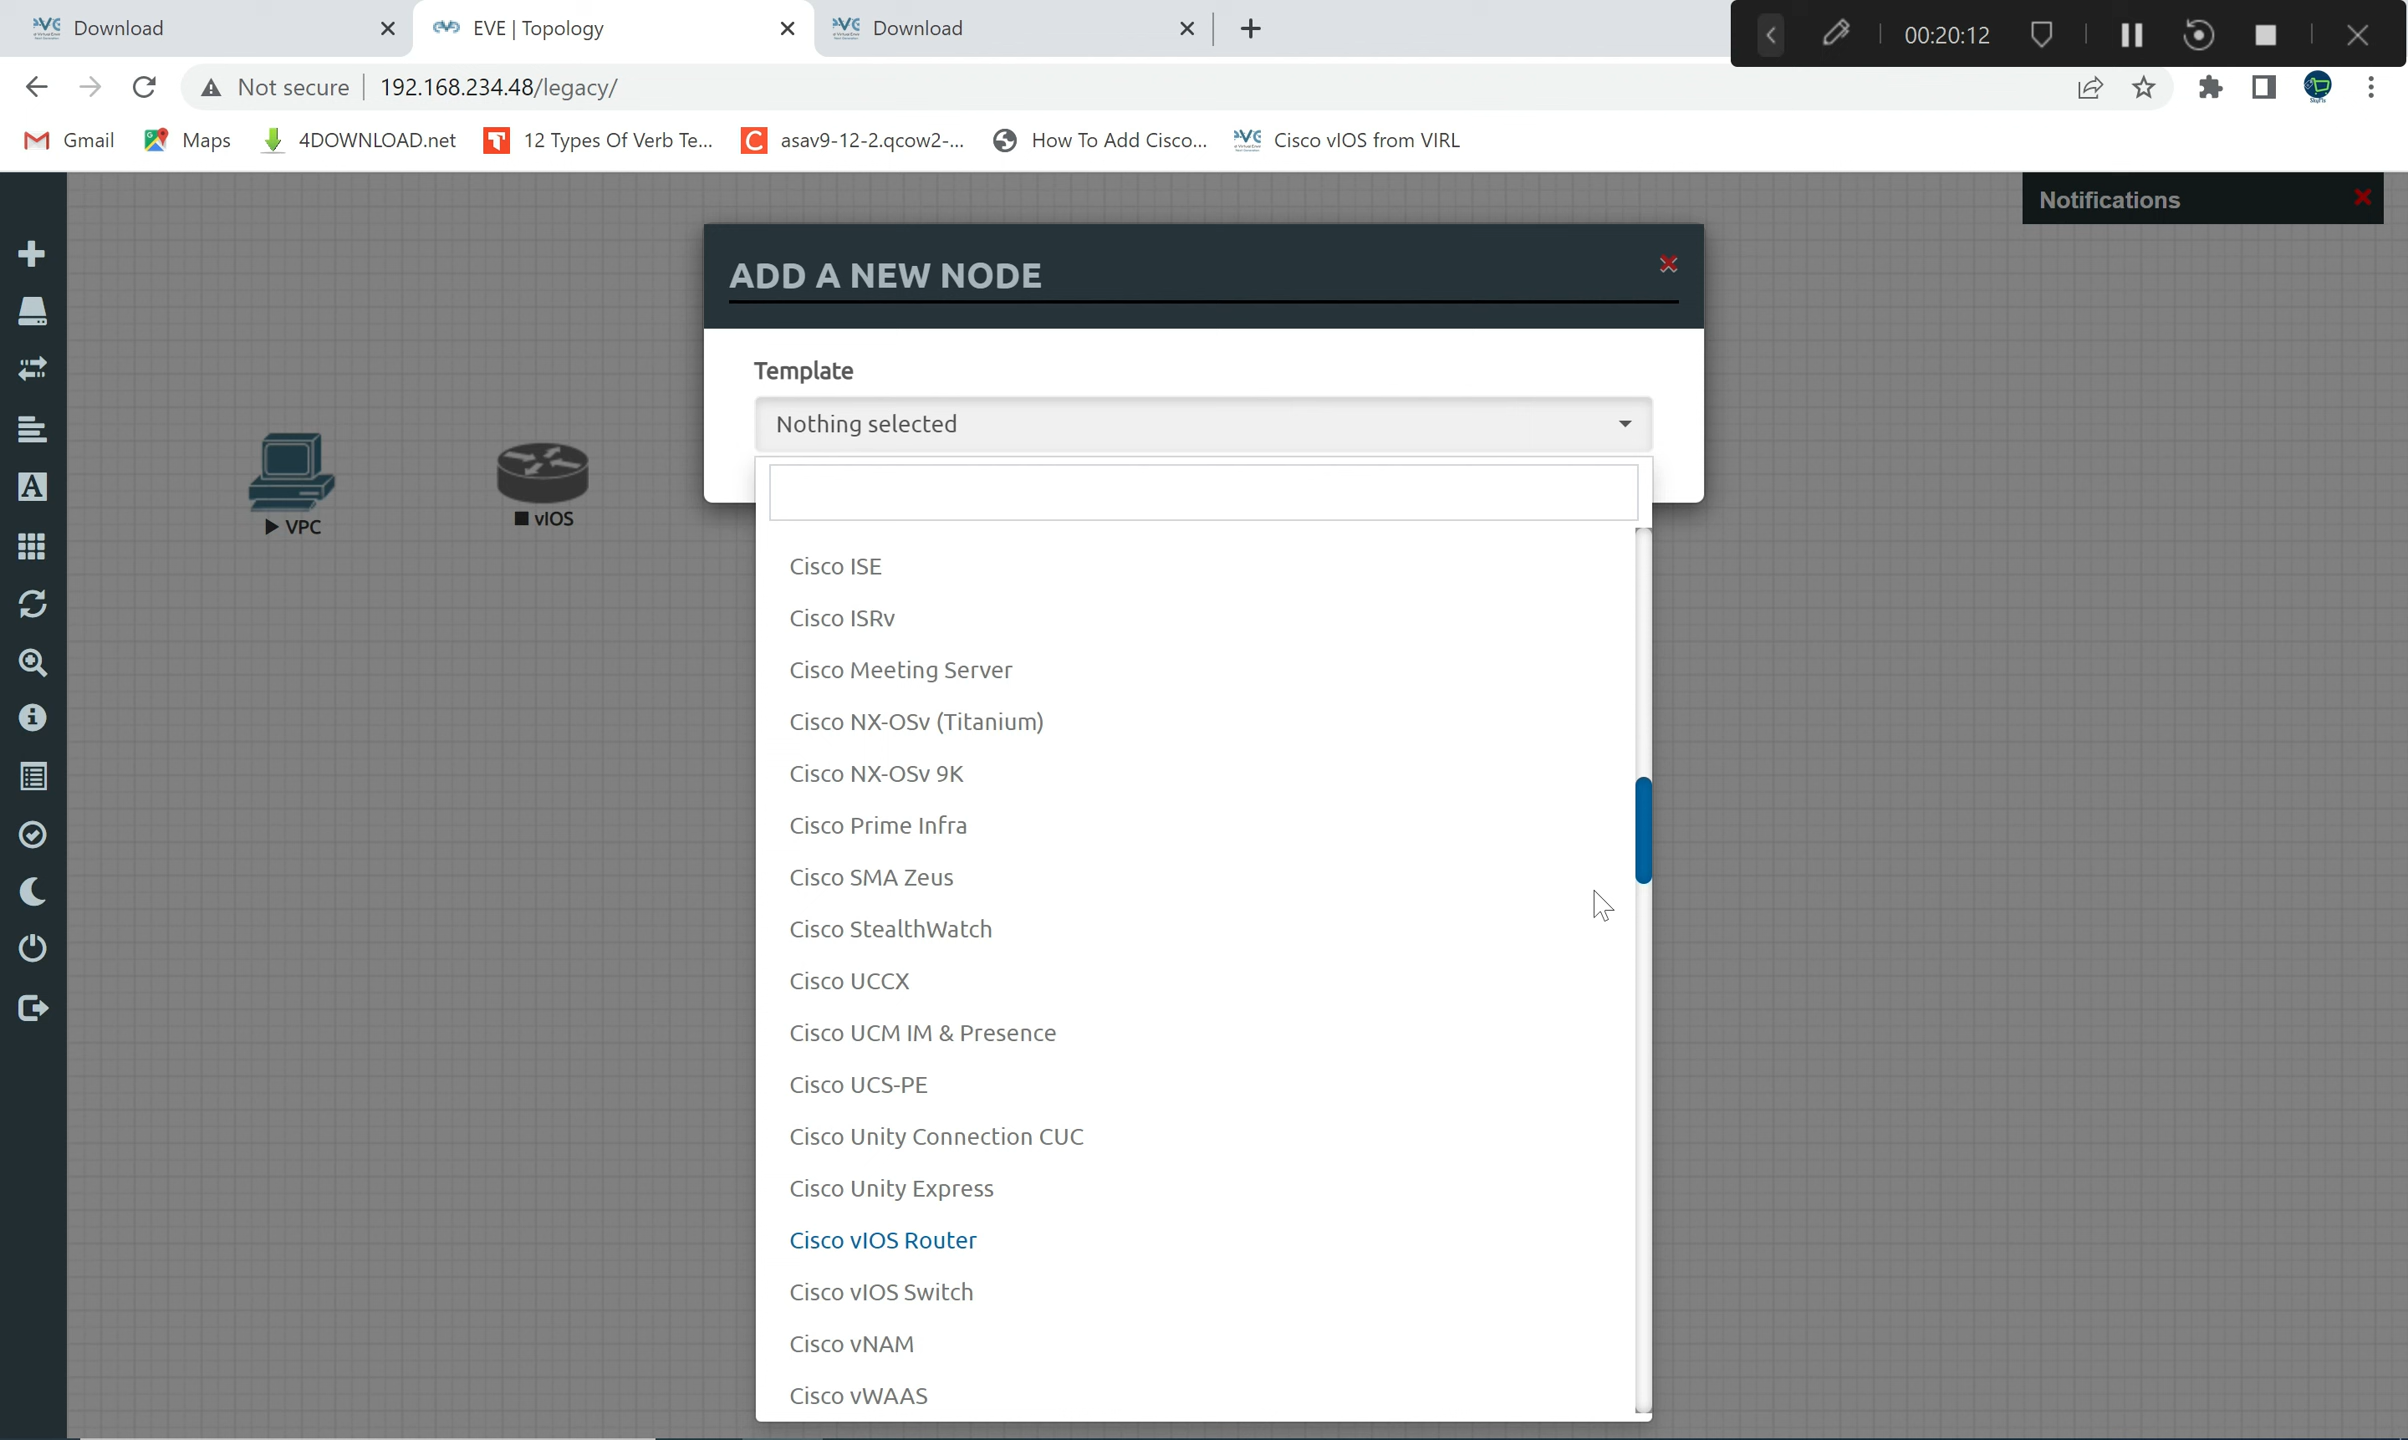 Download
EVE | Topology
Download
00:20:12
Not secure
192.168.234.48/legacy/
Gmail
Maps
4DOWNLOAD.net
12 Types Of Verb Te...
asav9-12-2.qcow2-...
How To Add Cisco...
Cisco vIOS from VIRL
Notifications
ADD A NEW NODE
Template
Nothing selected
VPC
vIOS
Cisco ISE
Cisco ISRv
Cisco Meeting Server
Cisco NX-OSv (Titanium)
Cisco NX-OSv 9K
Cisco Prime Infra
Cisco SMA Zeus
Cisco StealthWatch
Cisco UCCX
Cisco UCM IM & Presence
Cisco UCS-PE
Cisco Unity Connection CUC
Cisco Unity Express
Cisco vIOS Router
Cisco vIOS Switch
Cisco vNAM
Cisco vWAAS